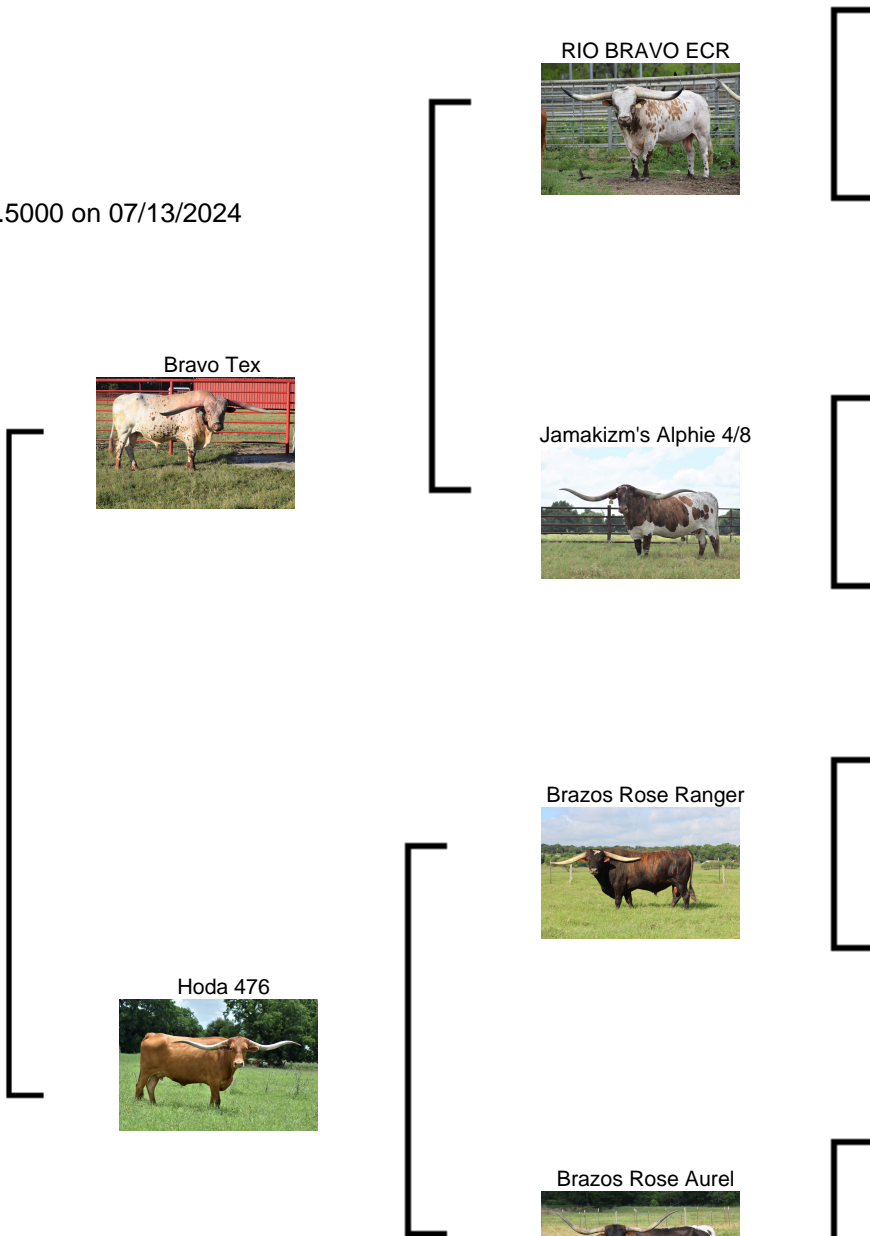 RIO BRAVO ECR
.5000 on 07/13/2024
Bravo Tex
Jamakizm's Alphie 4/8
Brazos Rose Ranger
Hoda 476
Brazos Rose Aurel